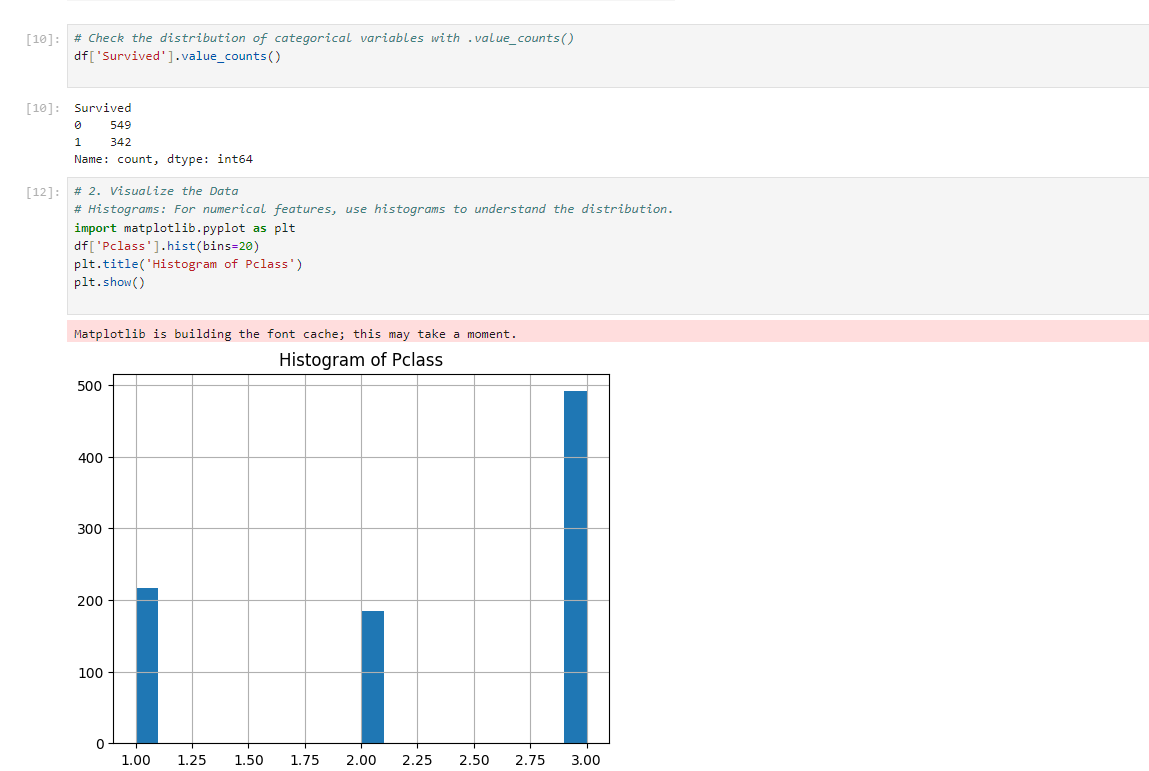 [10]: # Check the distribution of categorical variables with .value_counts()
df['Survived'].value_counts()
[10]: Survived
0    549
1    342
Name: count, dtype: int64
[12]: # 2. Visualize the Data
# Histograms: For numerical features, use histograms to understand the distribution.
import matplotlib.pyplot as plt
df['Pclass'].hist(bins=20)
plt.title('Histogram of Pclass')
plt.show()
Matplotlib is building the font cache; this may take a moment.
Histogram of Pclass
500
400
300
200
100
0
1.00 1.25 1.50 1.75 2.00 2.25 2.50 2.75 3.00